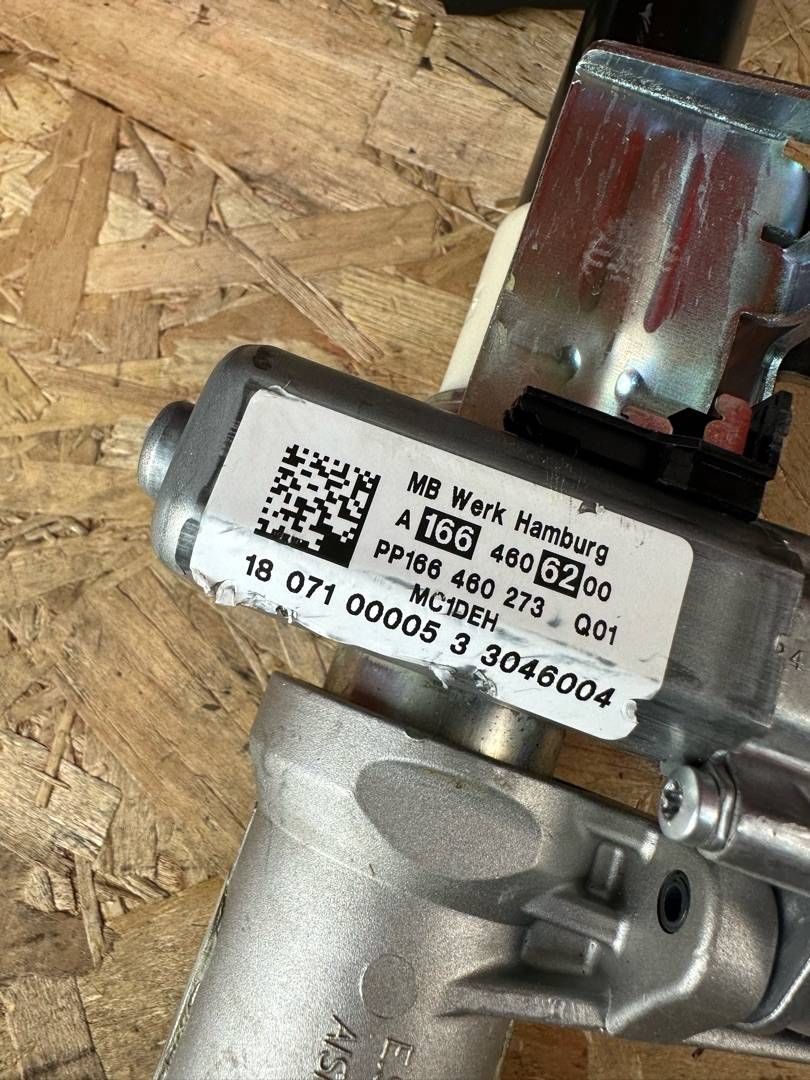 MB Werk Hamburg
A 166 460 62 00
PP166 460 273 Q01
MC1DEH
18 071 00005 3 3046004